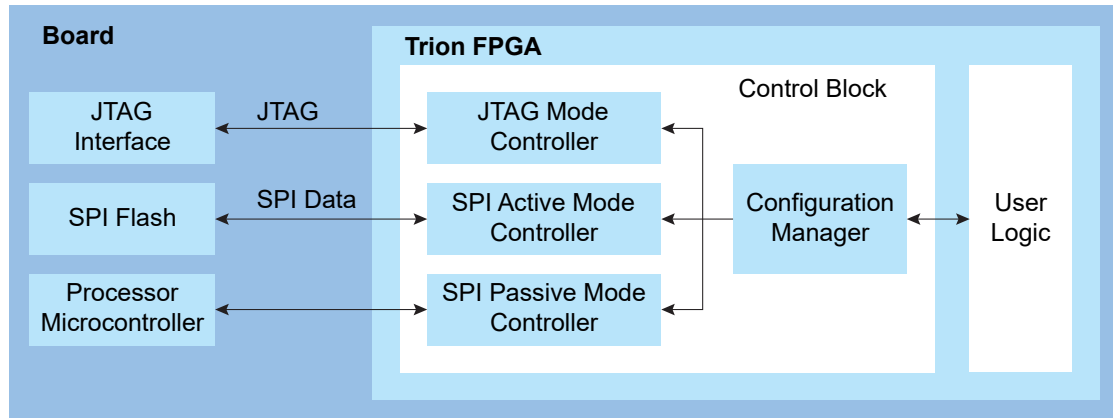 Board
Trion FPGA
Control Block
JTAG
Interface
JTAG
JTAG Mode
Controller
SPI Flash
SPI Data
SPI Active Mode
Controller
Configuration
Manager
User
Logic
Processor
Microcontroller
SPI Passive Mode
Controller